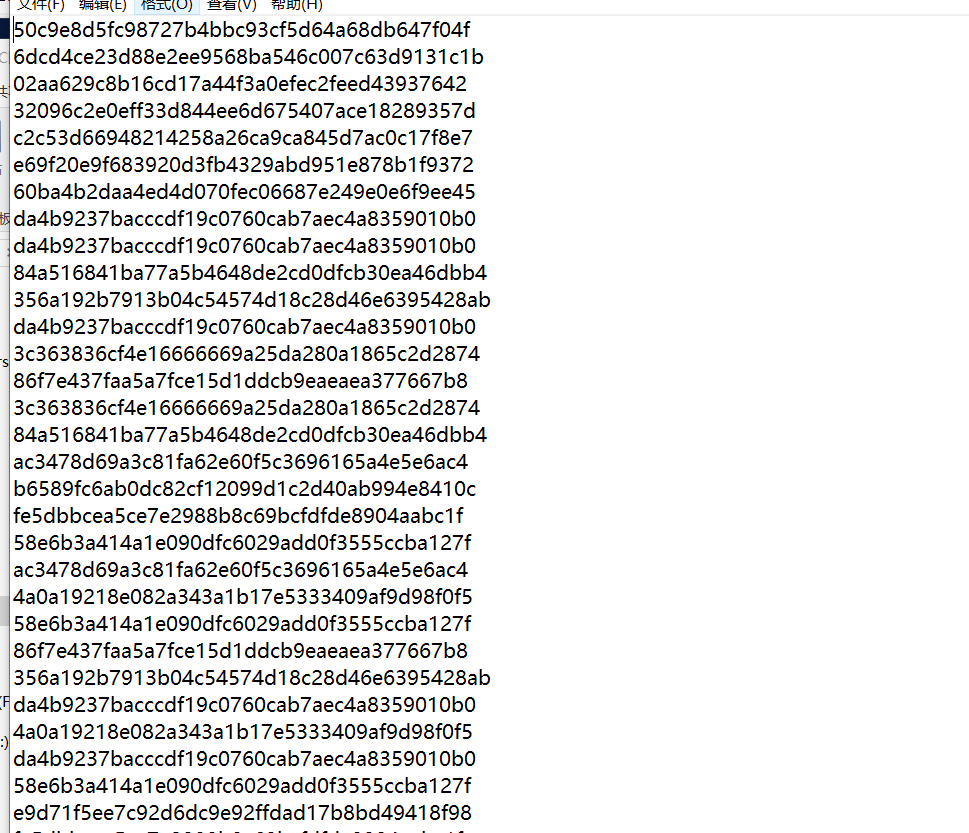 文件(F) 编辑(E) 格式(O) 查看(V) 帮助(H)
50c9e8d5fc98727b4bbc93cf5d64a68db647f04f
6dcd4ce23d88e2ee9568ba546c007c63d9131c1b
02aa629c8b16cd17a44f3a0efec2feed43937642
32096c2e0eff33d844ee6d675407ace18289357d
c2c53d66948214258a26ca9ca845d7ac0c17f8e7
e69f20e9f683920d3fb4329abd951e878b1f9372
60ba4b2daa4ed4d070fec06687e249e0e6f9ee45
da4b9237bacccdf19c0760cab7aec4a8359010b0
da4b9237bacccdf19c0760cab7aec4a8359010b0
84a516841ba77a5b4648de2cd0dfcb30ea46dbb4
356a192b7913b04c54574d18c28d46e6395428ab
da4b9237bacccdf19c0760cab7aec4a8359010b0
3c363836cf4e16666669a25da280a1865c2d2874
86f7e437faa5a7fce15d1ddcb9eaeaea377667b8
3c363836cf4e16666669a25da280a1865c2d2874
84a516841ba77a5b4648de2cd0dfcb30ea46dbb4
ac3478d69a3c81fa62e60f5c3696165a4e5e6ac4
b6589fc6ab0dc82cf12099d1c2d40ab994e8410c
fe5dbbcea5ce7e2988b8c69bcfdfde8904aabc1f
58e6b3a414a1e090dfc6029add0f3555ccba127f
ac3478d69a3c81fa62e60f5c3696165a4e5e6ac4
4a0a19218e082a343a1b17e5333409af9d98f0f5
58e6b3a414a1e090dfc6029add0f3555ccba127f
86f7e437faa5a7fce15d1ddcb9eaeaea377667b8
356a192b7913b04c54574d18c28d46e6395428ab
da4b9237bacccdf19c0760cab7aec4a8359010b0
4a0a19218e082a343a1b17e5333409af9d98f0f5
da4b9237bacccdf19c0760cab7aec4a8359010b0
58e6b3a414a1e090dfc6029add0f3555ccba127f
e9d71f5ee7c92d6dc9e92ffdad17b8bd49418f98